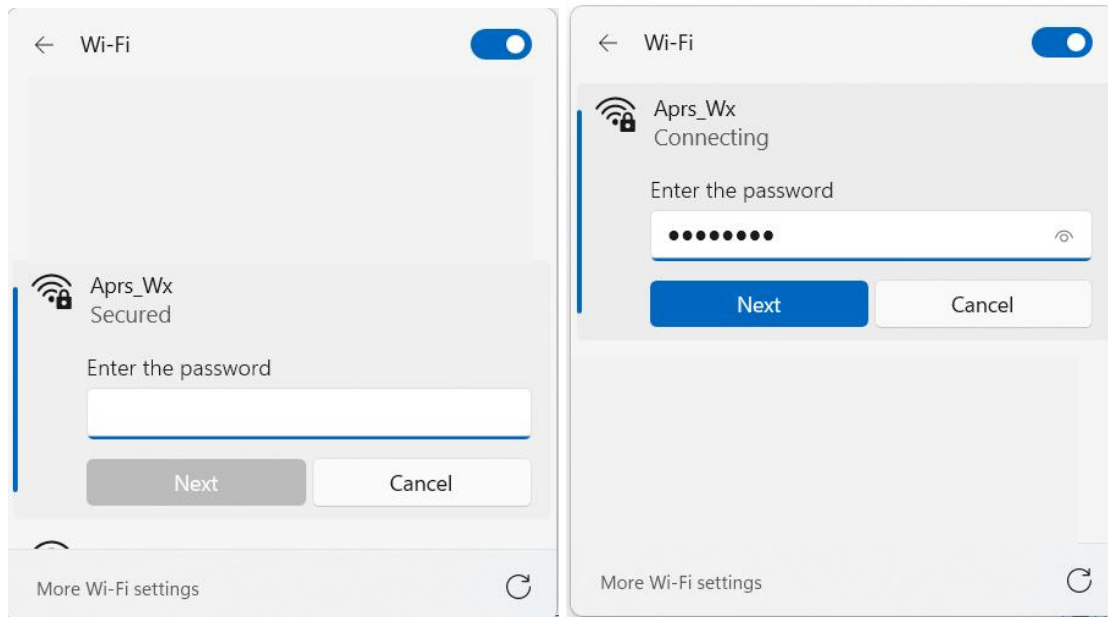 Wi-Fi
Aprs_Wx
Secured
Enter the password
Next
Cancel
More Wi-Fi settings
Wi-Fi
Aprs_Wx
Connecting
Enter the password
••••••••
Next
Cancel
More Wi-Fi settings